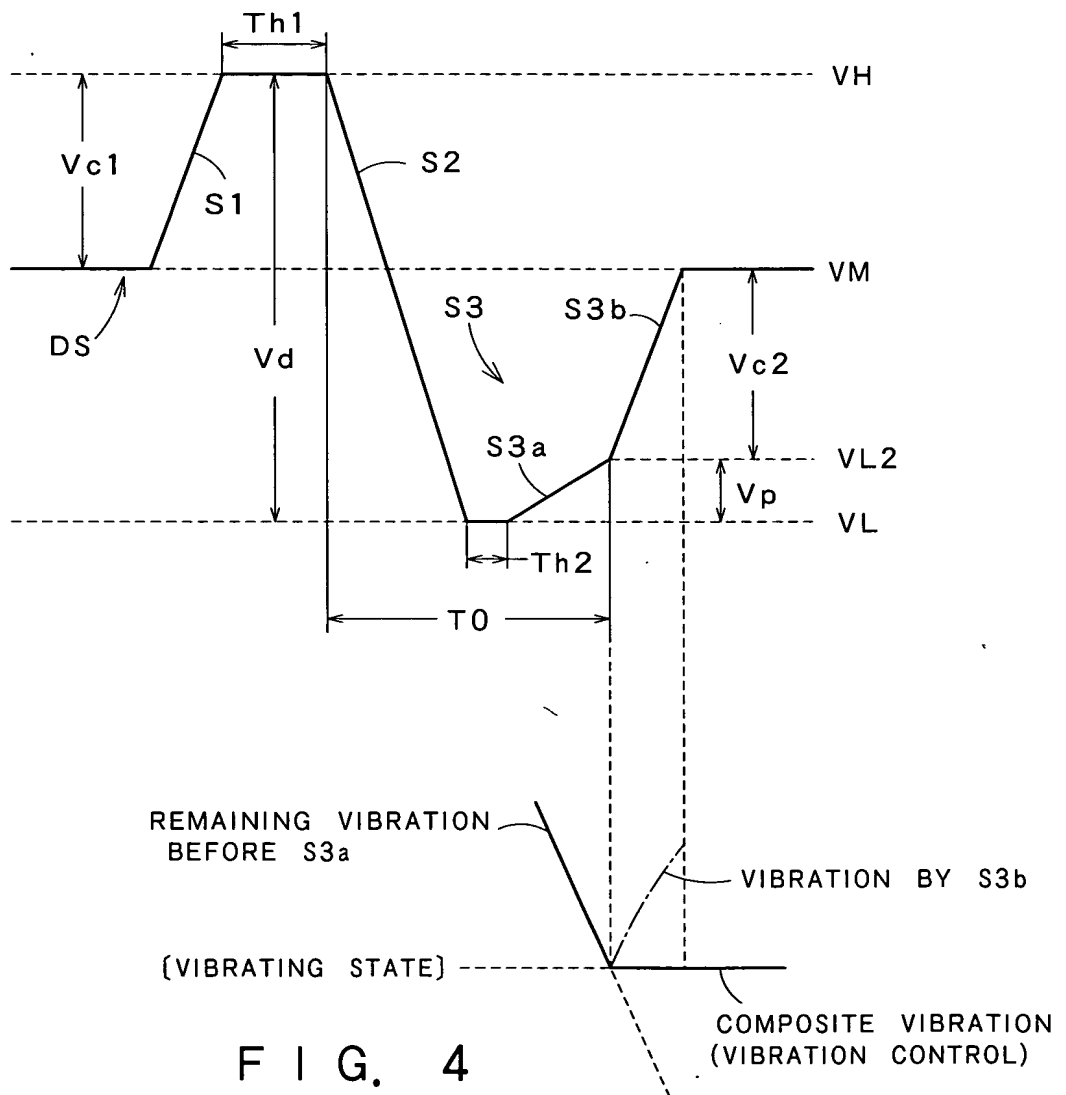 Th1
VH
Vc1
S1
S2
VM
DS
Vd
S3
S3b
Vc2
S3a
VL2
Vp
VL
Th2
T0
REMAINING VIBRATION
BEFORE S3a
VIBRATION BY S3b
[VIBRATING STATE]
COMPOSITE VIBRATION
(VIBRATION CONTROL)
FIG. 4